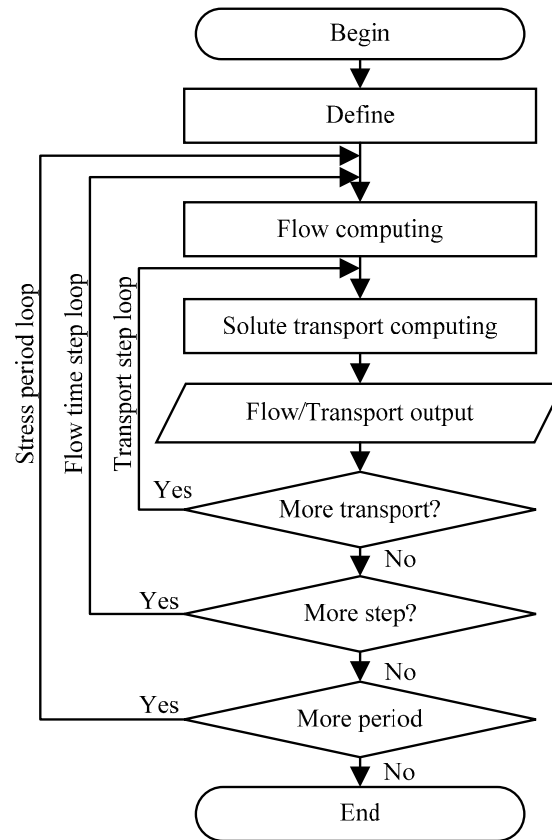 Begin
Define
Flow computing
Solute transport computing
Flow/Transport output
More transport?
Yes
No
More step?
Yes
No
More period
Yes
No
End
Stress period loop
Flow time step loop
Transport step loop